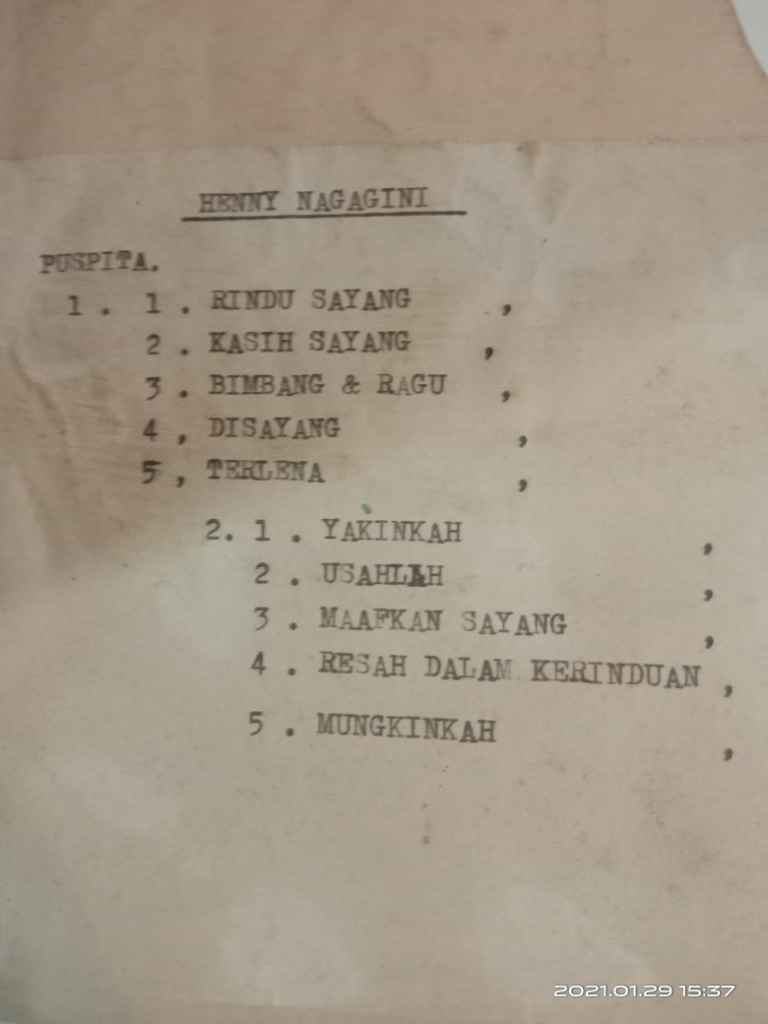 HENNY NAGAGINI
PUSPITA.
1. 1. RINDU SAYANG ,
2. KASIH SAYANG ,
3. BIMBANG & RAGU ,
4, DISAYANG ,
5, TERLENA ,
2. 1. YAKINKAH ,
2. USAHLAH ,
3. MAAFKAN SAYANG ,
4. RESAH DALAM KERINDUAN ,
5. MUNGKINKAH ,
2021.01.29 15:37